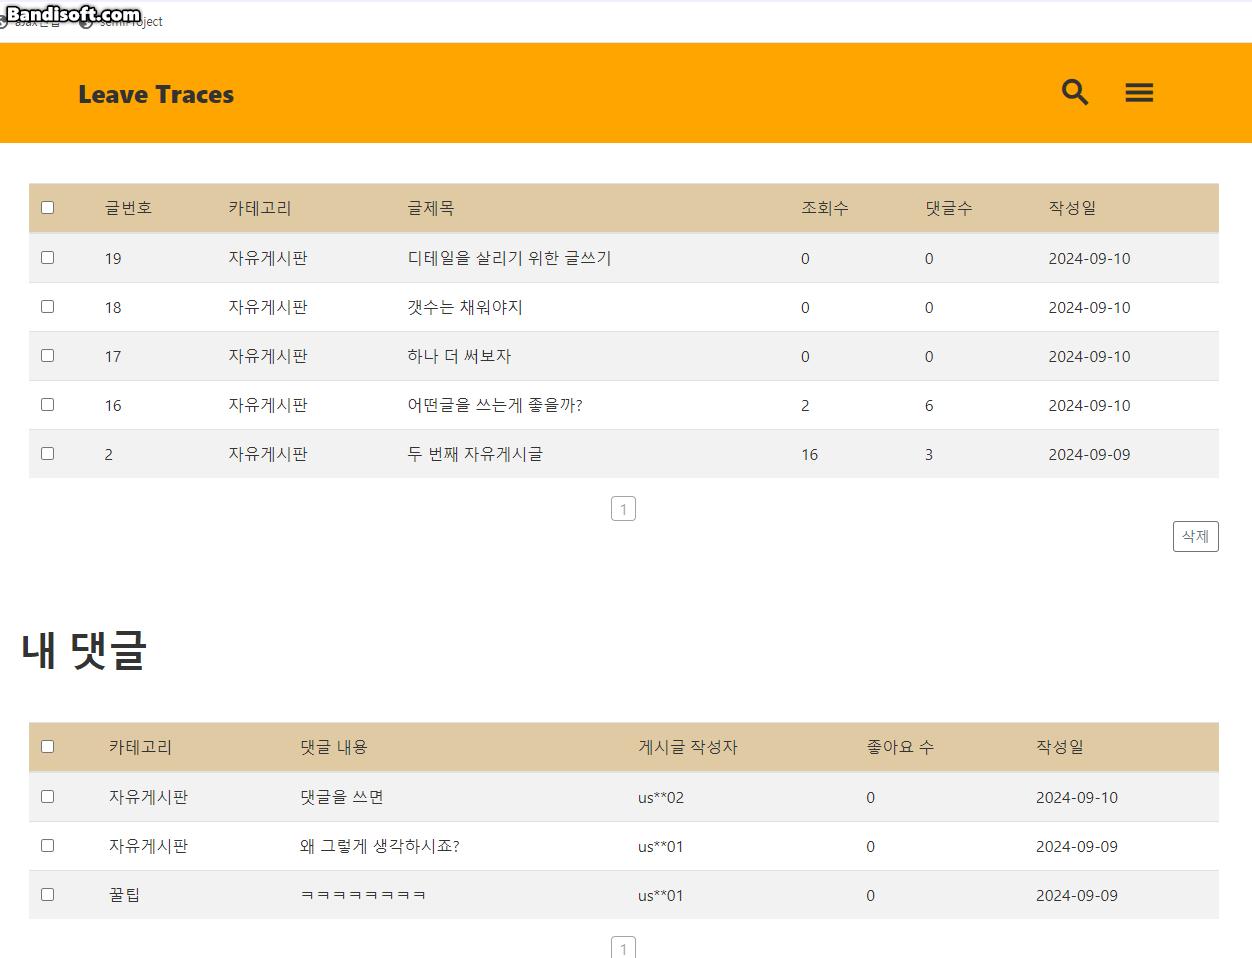 Bandisoft.com
semiProject
Leave Traces
글번호 카테고리 글제목 조회수 댓글수 작성일
19 자유게시판 디테일을 살리기 위한 글쓰기 0 0 2024-09-10
18 자유게시판 갯수는 채워야지 0 0 2024-09-10
17 자유게시판 하나 더 써보자 0 0 2024-09-10
16 자유게시판 어떤글을 쓰는게 좋을까? 2 6 2024-09-10
2 자유게시판 두 번째 자유게시글 16 3 2024-09-09
1
삭제
내 댓글
카테고리 댓글 내용 게시글 작성자 좋아요 수 작성일
자유게시판 댓글을 쓰면 us**02 0 2024-09-10
자유게시판 왜 그렇게 생각하시죠? us**01 0 2024-09-09
꿀팁 ㅋㅋㅋㅋㅋㅋㅋㅋ us**01 0 2024-09-09
1